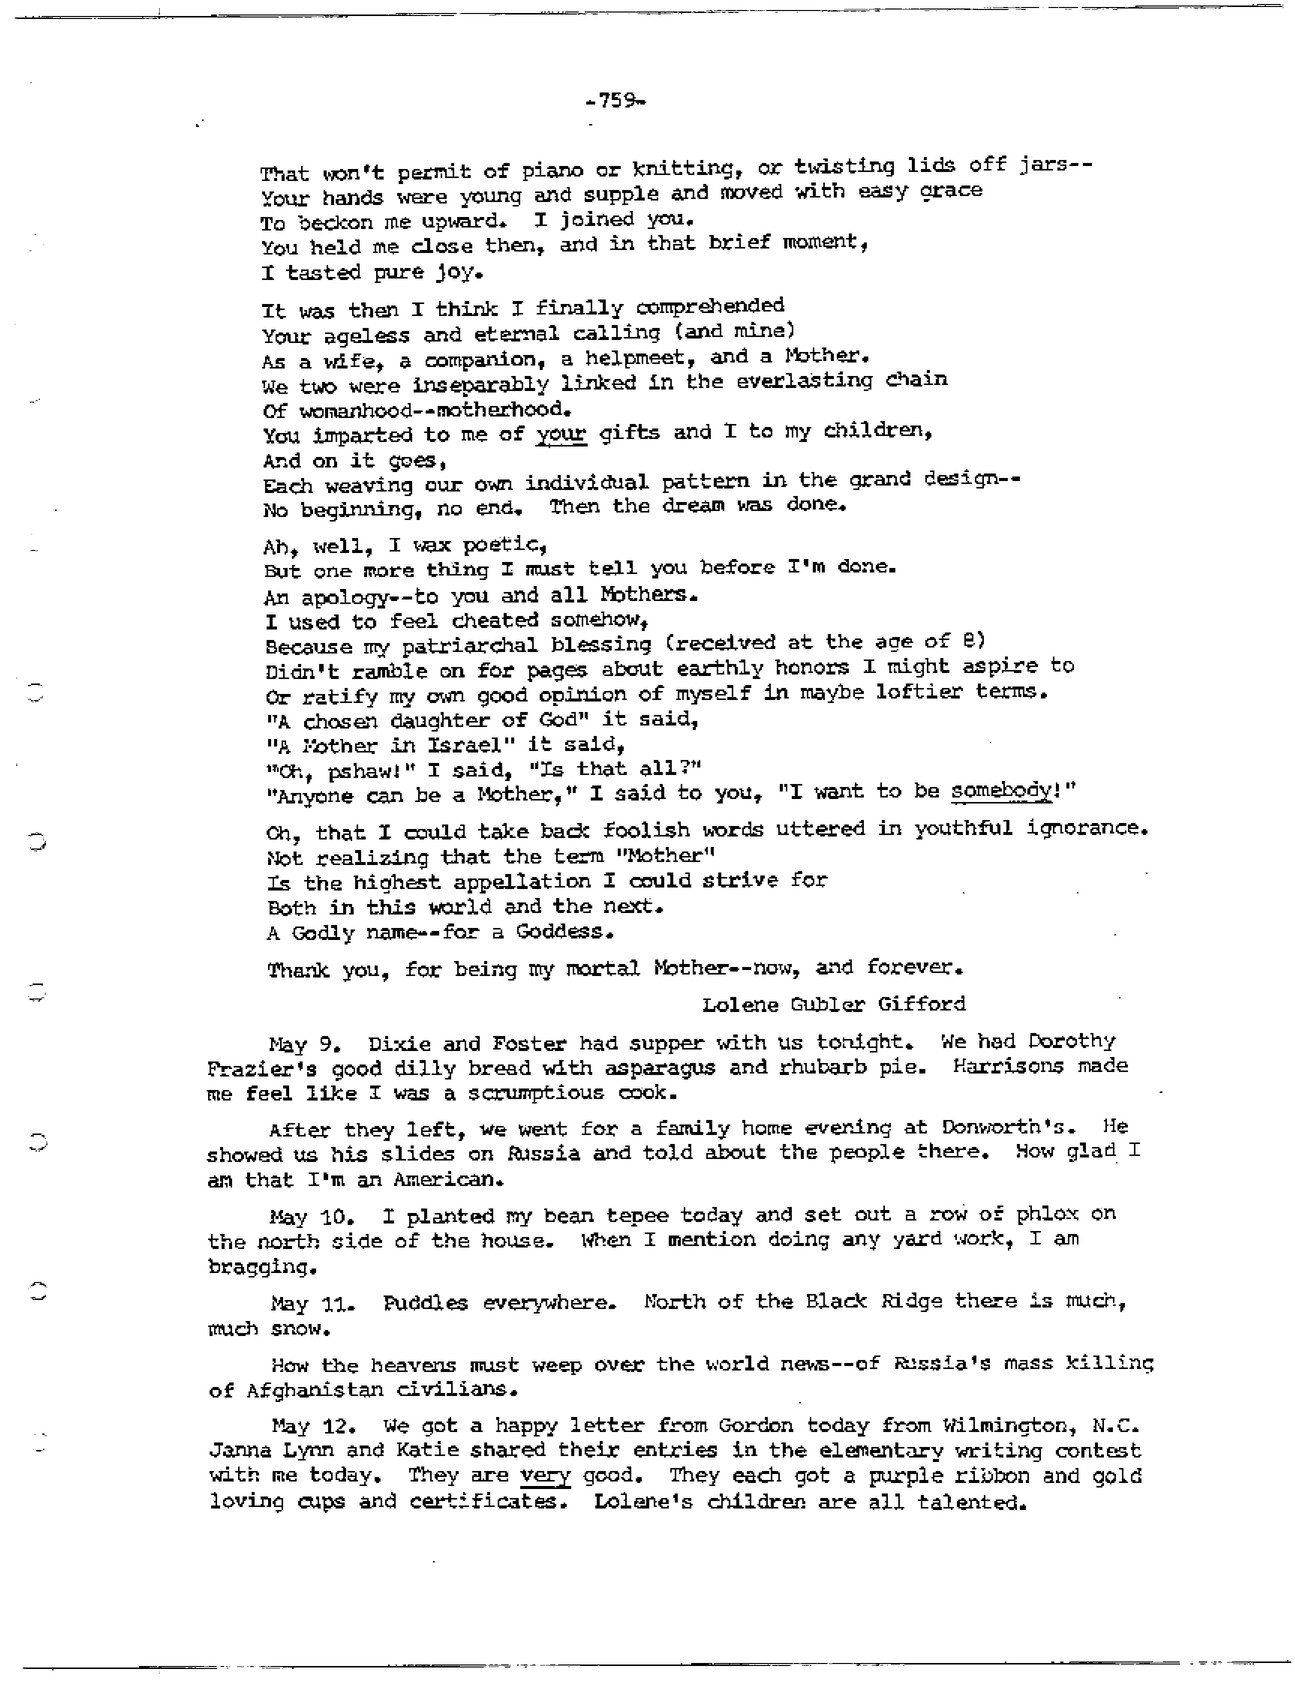 -759-
That won't permit of piano or knitting, or twisting lids off jars--
Your hands were young and supple and moved with easy grace
To beckon me upward. I joined you.
You held me close then, and in that brief moment,
I tasted pure joy.
It was then I think I finally comprehended
Your ageless and eternal calling (and mine)
As a wife, a companion, a helpmeet, and a Mother.
We two were inseparably linked in the everlasting chain
Of womanhood--motherhood.
You imparted to me of your gifts and I to my children,
And on it goes,
Each weaving our own individual pattern in the grand design--
No beginning, no end. Then the dream was done.
Ah, well, I wax poetic,
But one more thing I must tell you before I'm done.
An apology--to you and all Mothers.
I used to feel cheated somehow,
Because my patriarchal blessing (received at the age of 8)
Didn't ramble on for pages about earthly honors I might aspire to
Or ratify my own good opinion of myself in maybe loftier terms.
"A chosen daughter of God" it said,
"A Mother in Israel" it said,
"Oh, pshaw!" I said, "Is that all?"
"Anyone can be a Mother," I said to you, "I want to be somebody!"
Oh, that I could take back foolish words uttered in youthful ignorance.
Not realizing that the term "Mother"
Is the highest appellation I could strive for
Both in this world and the next.
A Godly name--for a Goddess.
Thank you, for being my mortal Mother--now, and forever.
Lolene Gubler Gifford
May 9. Dixie and Foster had supper with us tonight. We had Dorothy
Frazier's good dilly bread with asparagus and rhubarb pie. Harrisons made
me feel like I was a scrumptious cook.
After they left, we went for a family home evening at Donworth's. He
showed us his slides on Russia and told about the people there. How glad I
am that I'm an American.
May 10. I planted my bean tepee today and set out a row of phlox on
the north side of the house. When I mention doing any yard work, I am
bragging.
May 11. Puddles everywhere. North of the Black Ridge there is much,
much snow.
How the heavens must weep over the world news--of Russia's mass killing
of Afghanistan civilians.
May 12. We got a happy letter from Gordon today from Wilmington, N.C.
Janna Lynn and Katie shared their entries in the elementary writing contest
with me today. They are very good. They each got a purple ribbon and gold
loving cups and certificates. Lolene's children are all talented.